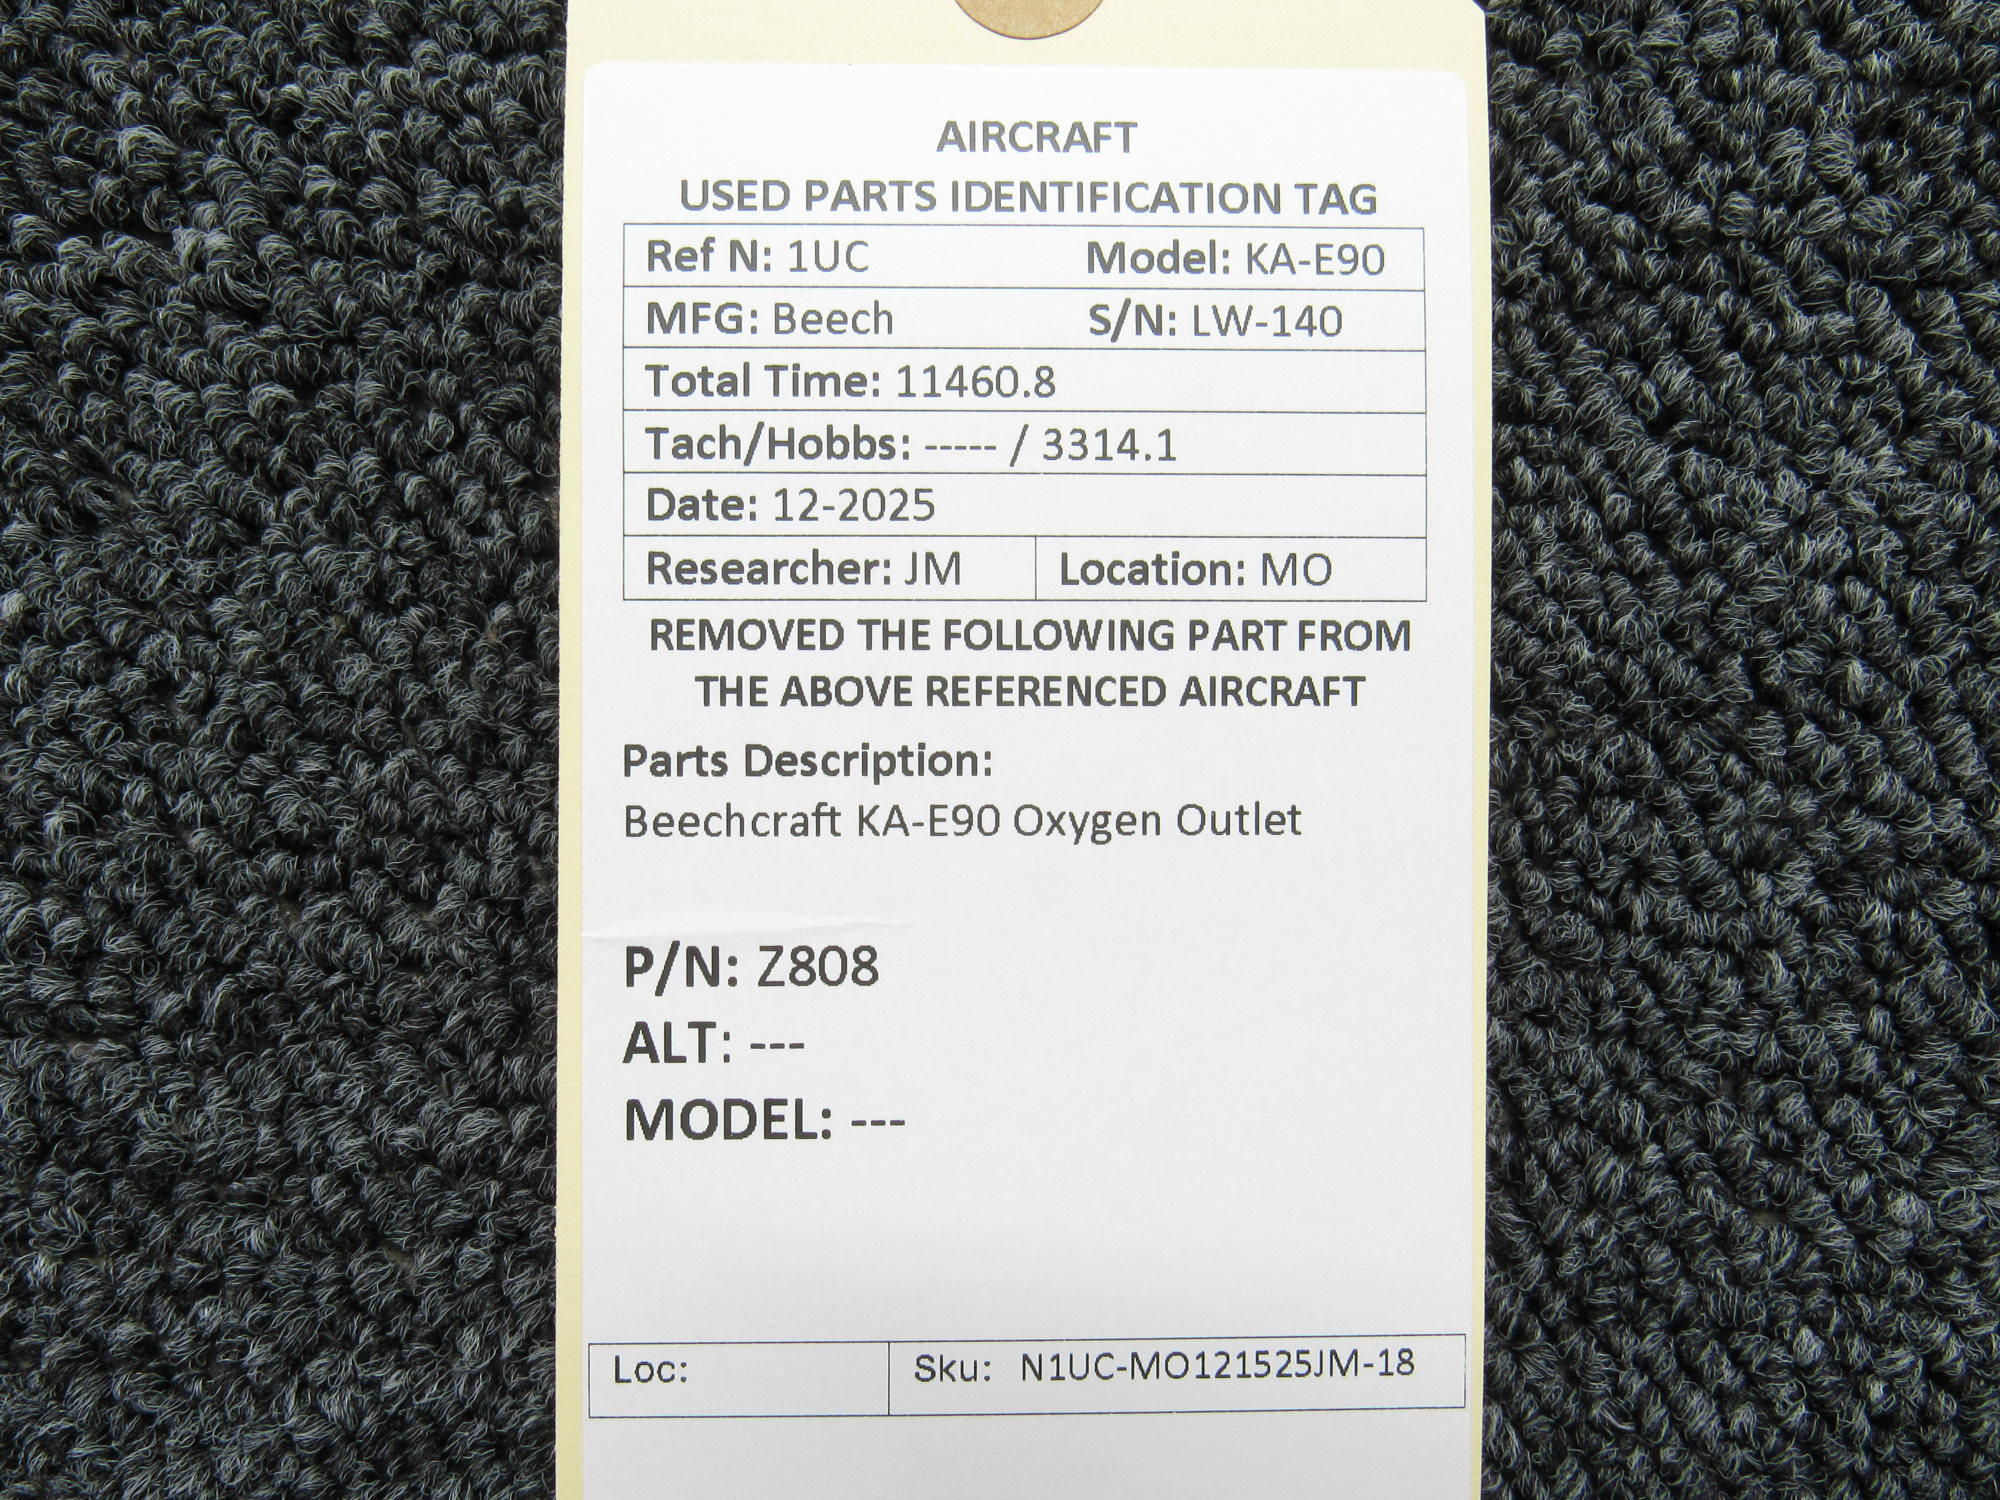 AIRCRAFT
USED PARTS IDENTIFICATION TAG
Ref N: 1UC Model: KA-E90
MFG: Beech S/N: LW-140
Total Time: 11460.8
Tach/Hobbs: ----- / 3314.1
Date: 12-2025
Researcher: JM Location: MO
REMOVED THE FOLLOWING PART FROM
THE ABOVE REFERENCED AIRCRAFT
Parts Description:
Beechcraft KA-E90 Oxygen Outlet
P/N: Z808
ALT: ---
MODEL: ---
Loc: Sku: N1UC-MO121525JM-18